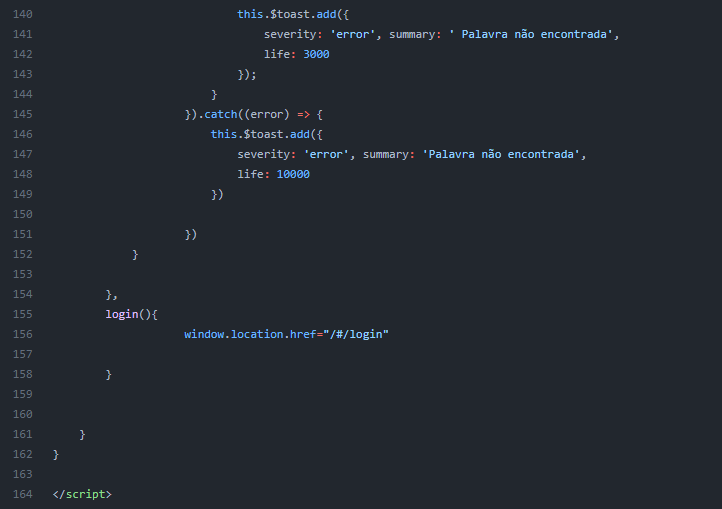 140 this.$toast.add({
141 severity: 'error', summary: ' Palavra não encontrada',
142 life: 3000
143 });
144 }
145 }).catch((error) => {
146 this.$toast.add({
147 severity: 'error', summary: 'Palavra não encontrada',
148 life: 10000
149 })
150
151 })
152 }
153
154 },
155 login(){
156 window.location.href="/#/login"
157
158 }
159
160
161 }
162 }
163
164 </script>